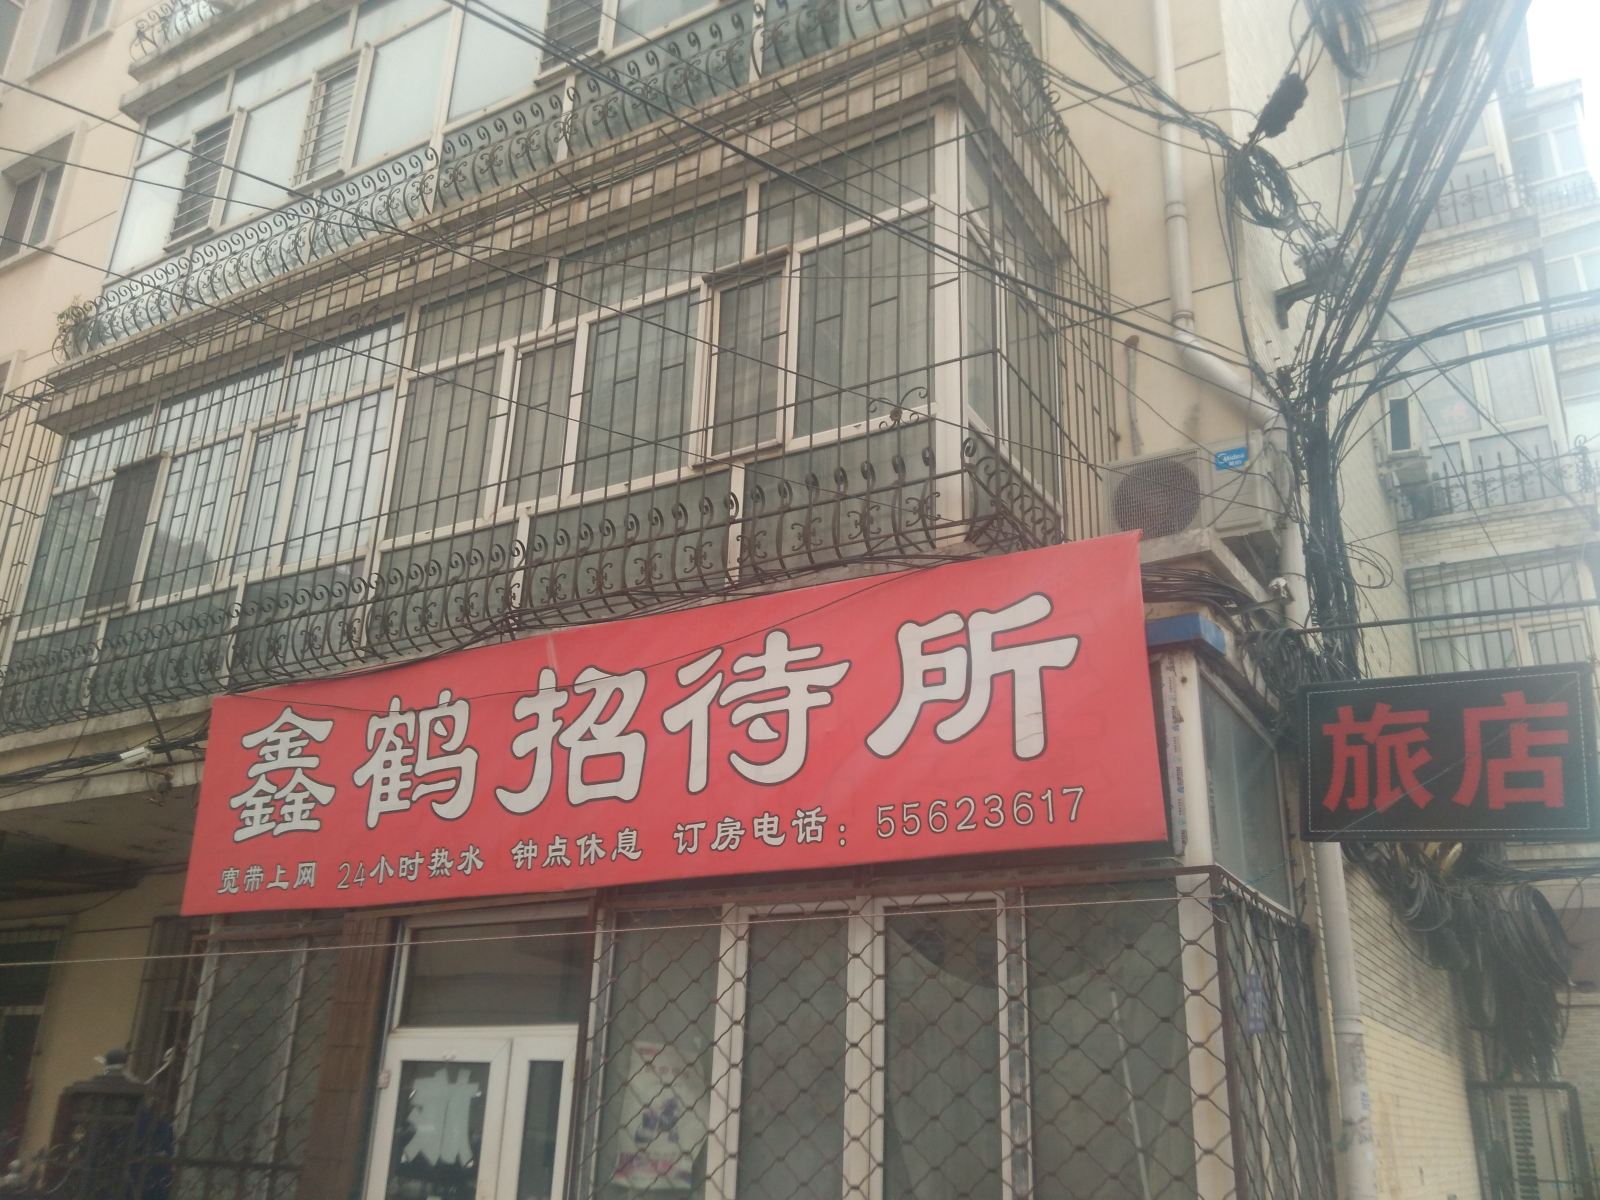 鑫鹤招待所
宽带上网 24小时热水 钟点休息 订房电话：55623617
旅店
Midea